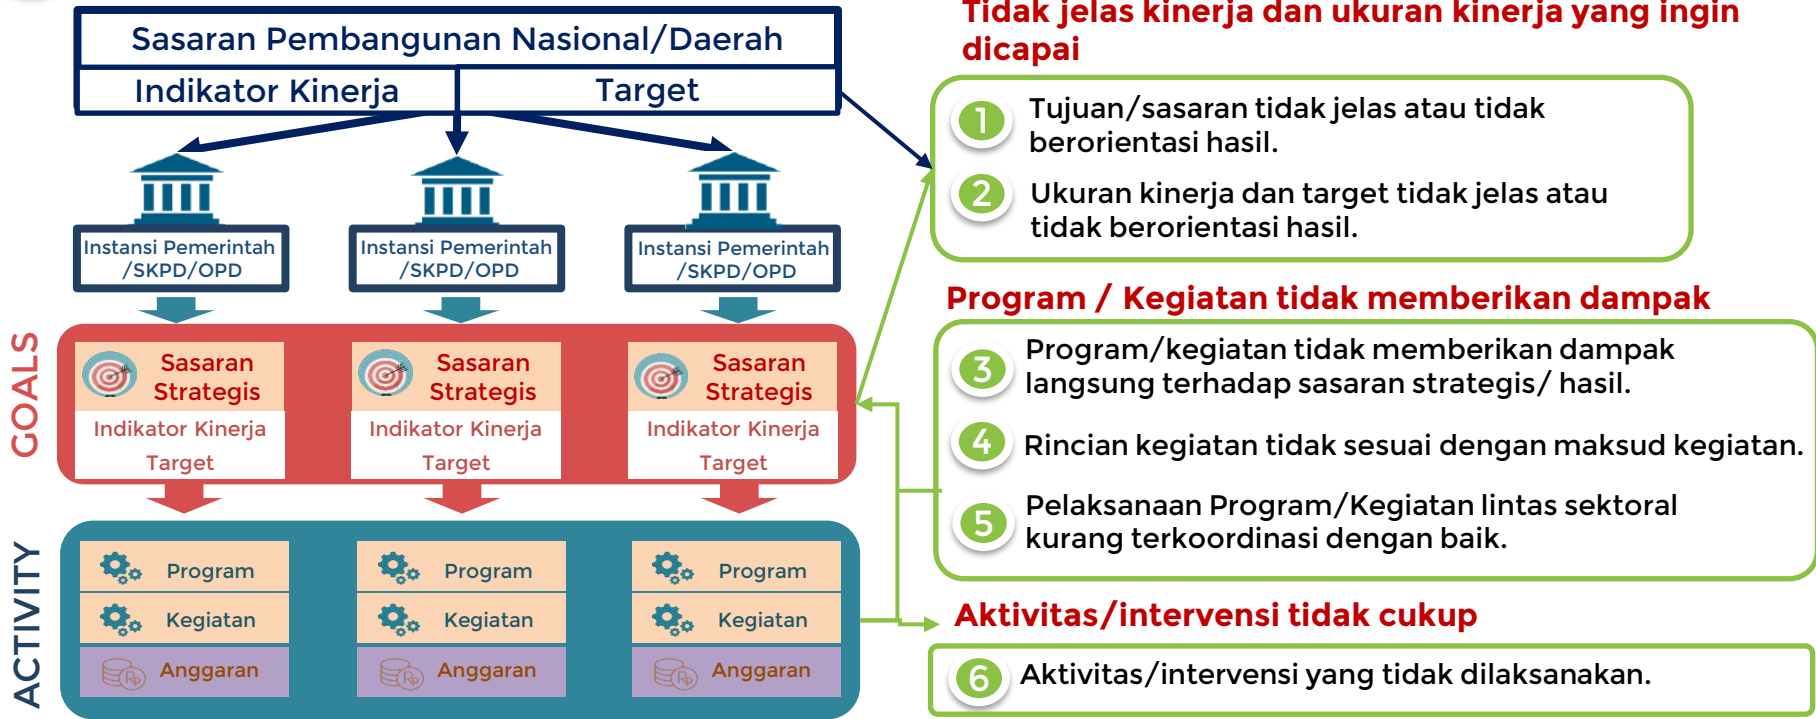 Sasaran Pembangunan Nasional/Daerah
Indikator Kinerja
Target
Instansi Pemerintah
/SKPD/OPD
Instansi Pemerintah
/SKPD/OPD
Instansi Pemerintah
/SKPD/OPD
GOALS
Sasaran
Strategis
Indikator Kinerja
Target
Sasaran
Strategis
Indikator Kinerja
Target
Sasaran
Strategis
Indikator Kinerja
Target
ACTIVITY
Program
Kegiatan
Rp
Anggaran
Program
Kegiatan
Rp
Anggaran
Program
Kegiatan
Rp
Anggaran
Tidak jelas kinerja dan ukuran kinerja yang ingin
dicapai
1
Tujuan/sasaran tidak jelas atau tidak
berorientasi hasil.
2
Ukuran kinerja dan target tidak jelas atau
tidak berorientasi hasil.
Program / Kegiatan tidak memberikan dampak
3
Program/kegiatan tidak memberikan dampak
langsung terhadap sasaran strategis/ hasil.
4
Rincian kegiatan tidak sesuai dengan maksud kegiatan.
5
Pelaksanaan Program/Kegiatan lintas sektoral
kurang terkoordinasi dengan baik.
Aktivitas/intervensi tidak cukup
6
Aktivitas/intervensi yang tidak dilaksanakan.